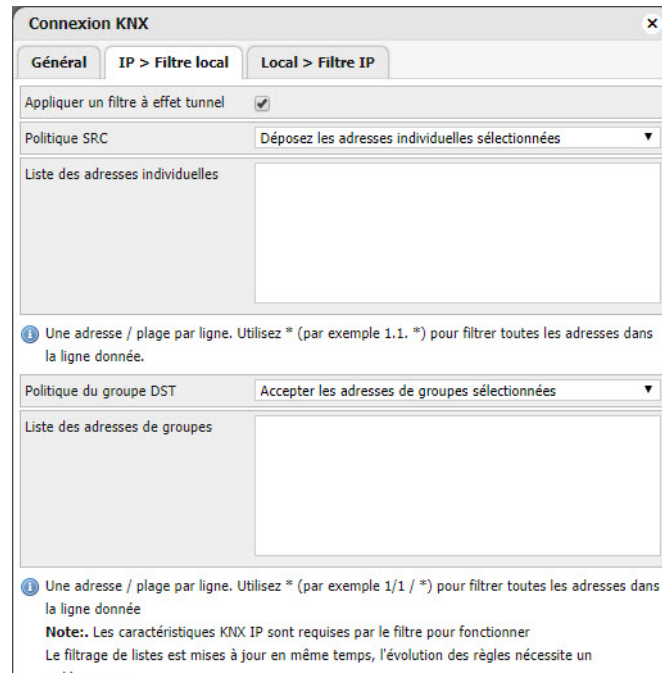 Connexion KNX
Général
IP > Filtre local
Local > Filtre IP
Appliquer un filtre à effet tunnel
Politique SRC
Déposez les adresses individuelles sélectionnées
Liste des adresses individuelles
Une adresse / plage par ligne. Utilisez * (par exemple 1.1. *) pour filtrer toutes les adresses dans
la ligne donnée.
Politique du groupe DST
Accepter les adresses de groupes sélectionnées
Liste des adresses de groupes
Une adresse / plage par ligne. Utilisez * (par exemple 1/1 / *) pour filtrer toutes les adresses dans
la ligne donnée
Note:. Les caractéristiques KNX IP sont requises par le filtre pour fonctionner
Le filtrage de listes est mises à jour en même temps, l'évolution des règles nécessite un